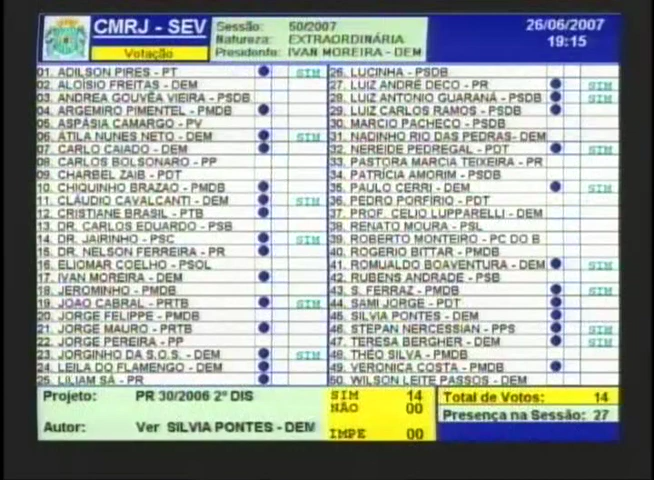 CMRJ - SEV
Votação
Sessão: 50/2007
Natureza: EXTRAORDINÁRIA
Presidente: IVAN MOREIRA - DEM
26/06/2007
19:15
01. ADILSON PIRES - PT SIM
02. ALOÍSIO FREITAS - DEM
03. ANDREA GOUVÊA VIEIRA - PSDB
04. ARGEMIRO PIMENTEL - PMDB
05. ASPÁSIA CAMARGO - PV
06. ÁTILA NUNES NETO - DEM SIM
07. CARLO CAIADO - DEM
08. CARLOS BOLSONARO - PP
09. CHARBEL ZAIB - PDT
10. CHIQUINHO BRAZÃO - PMDB
11. CLÁUDIO CAVALCANTI - DEM SIM
12. CRISTIANE BRASIL - PTB
13. DR. CARLOS EDUARDO - PSB
14. DR. JAIRINHO - PSC SIM
15. DR. NELSON FERREIRA - PR
16. ELIOMAR COELHO - PSOL
17. IVAN MOREIRA - DEM
18. JEROMINHO - PMDB
19. JOÃO CABRAL - PRTB SIM
20. JORGE FELIPPE - PMDB
21. JORGE MAURO - PRTB
22. JORGE PEREIRA - PP
23. JORGINHO DA S.O.S. - DEM SIM
24. LEILA DO FLAMENGO - DEM
25. LILIAM SÁ - PR
26. LUCINHA - PSDB
27. LUIZ ANDRÉ DECO - PR SIM
28. LUIZ ANTONIO GUARANÁ - PSDB SIM
29. LUIZ CARLOS RAMOS - PSDB
30. MARCIO PACHECO - PSDB
31. NADINHO RIO DAS PEDRAS- DEM
32. NEREIDE PEDREGAL - PDT SIM
33. PASTORA MARCIA TEIXEIRA - PR
34. PATRÍCIA AMORIM - PSDB
35. PAULO CERRI - DEM SIM
36. PEDRO PORFÍRIO - PDT
37. PROF. CÉLIO LUPPARELLI - DEM
38. RENATO MOURA - PSL
39. ROBERTO MONTEIRO - PC DO B
40. ROGERIO BITTAR - PMDB
41. ROMUALDO BOAVENTURA - DEM SIM
42. RUBENS ANDRADE - PSB
43. S. FERRAZ - PMDB SIM
44. SAMI JORGE - PDT
45. SILVIA PONTES - DEM
46. STEPAN NERCESSIAN - PPS SIM
47. TERESA BERGHER - DEM SIM
48. THÉO SILVA - PMDB
49. VERÔNICA COSTA - PMDB
50. WILSON LEITE PASSOS - DEM
Projeto: PR 30/2006 2ª DIS
Autor: Ver SILVIA PONTES - DEM
SIM 14
NÃO 00
IMPE 00
Total de Votos: 14
Presença na Sessão: 27